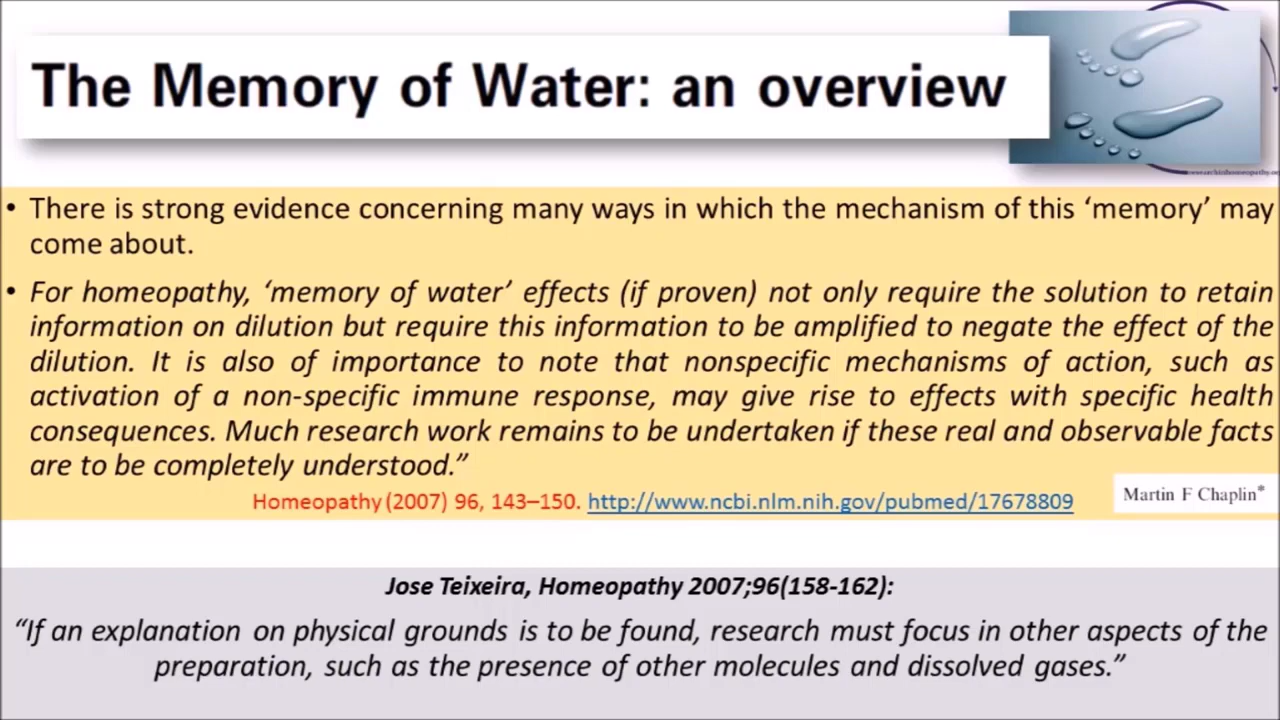 The Memory of Water: an overview
• There is strong evidence concerning many ways in which the mechanism of this ‘memory’ may
come about.
• For homeopathy, ‘memory of water’ effects (if proven) not only require the solution to retain
information on dilution but require this information to be amplified to negate the effect of the
dilution. It is also of importance to note that nonspecific mechanisms of action, such as
activation of a non-specific immune response, may give rise to effects with specific health
consequences. Much research work remains to be undertaken if these real and observable facts
are to be completely understood.”
Homeopathy (2007) 96, 143–150. http://www.ncbi.nlm.nih.gov/pubmed/17678809
Martin F Chaplin*
Jose Teixeira, Homeopathy 2007;96(158-162):
“If an explanation on physical grounds is to be found, research must focus in other aspects of the
preparation, such as the presence of other molecules and dissolved gases.”